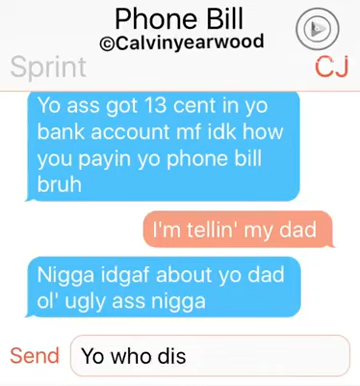 Phone Bill
©Calvinyearwood
Sprint
CJ
Yo ass got 13 cent in yo
bank account mf idk how
you payin yo phone bill
bruh
I'm tellin' my dad
Nigga idgaf about yo dad
ol' ugly ass nigga
Send
Yo who dis